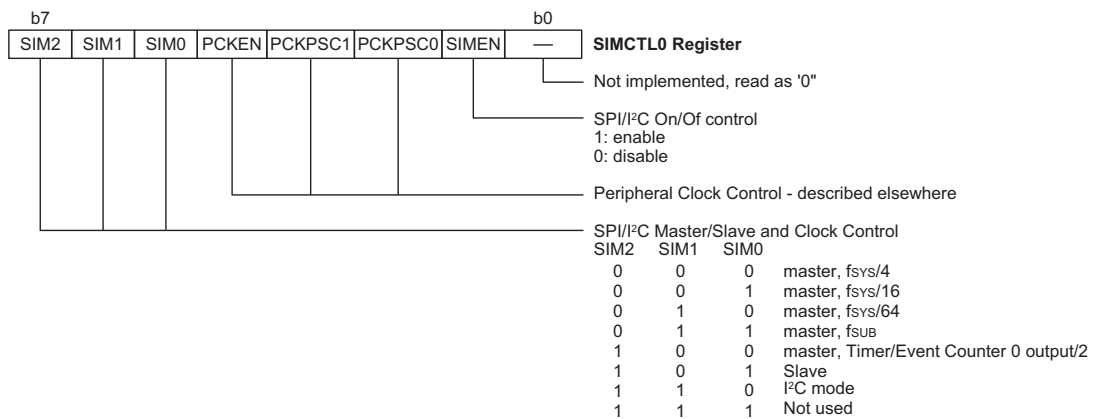 b7 b0
SIM2 SIM1 SIM0 PCKEN PCKPSC1 PCKPSC0 SIMEN — SIMCTL0 Register
Not implemented, read as '0"
SPI/I²C On/Of control
1: enable
0: disable
Peripheral Clock Control - described elsewhere
SPI/I²C Master/Slave and Clock Control
SIM2 SIM1 SIM0
0 0 0 master, fSYS/4
0 0 1 master, fSYS/16
0 1 0 master, fSYS/64
0 1 1 master, fSUB
1 0 0 master, Timer/Event Counter 0 output/2
1 0 1 Slave
1 1 0 I²C mode
1 1 1 Not used